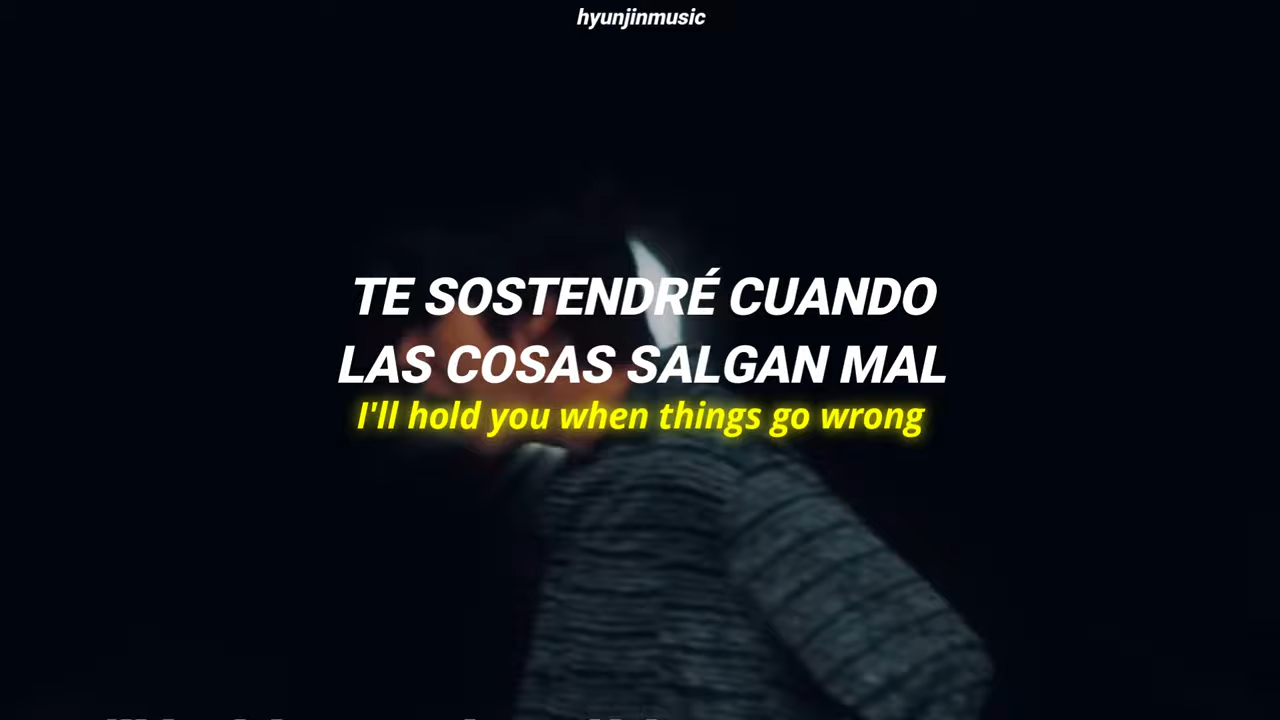 hyunjinmusic
TE SOSTENDRÉ CUANDO
LAS COSAS SALGAN MAL
I'll hold you when things go wrong